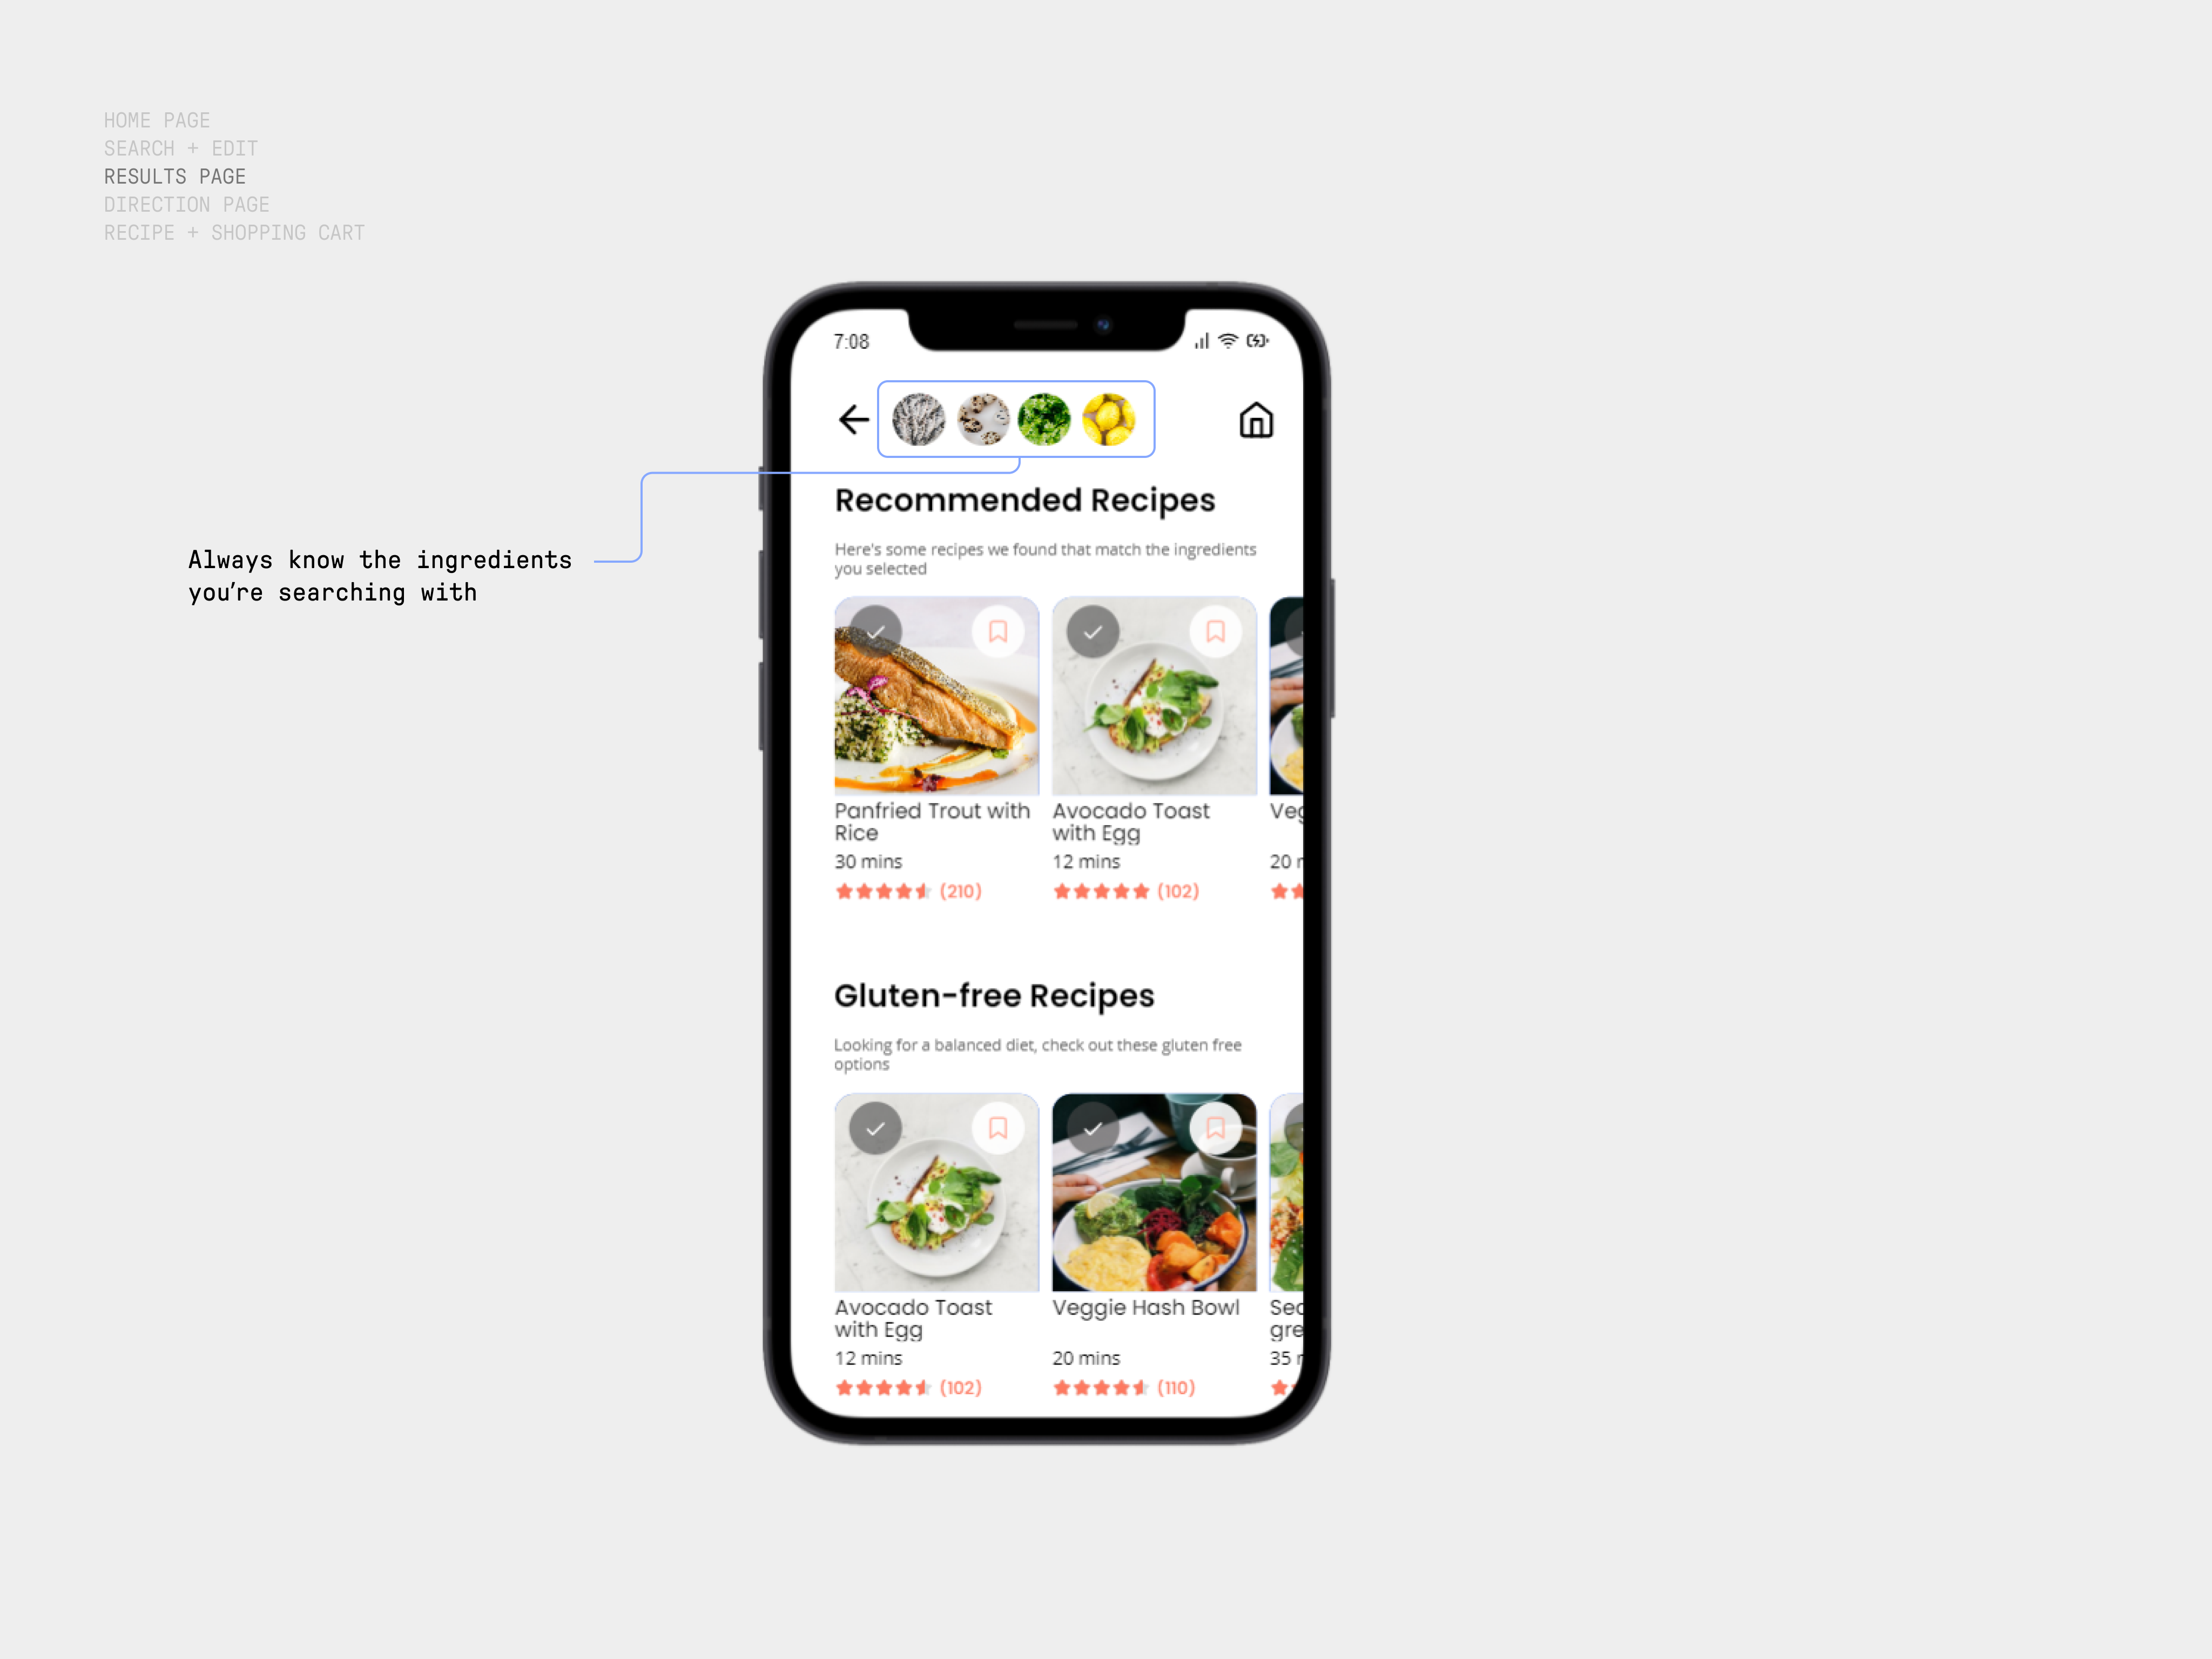 HOME PAGE
SEARCH + EDIT
RESULTS PAGE
DIRECTION PAGE
RECIPE + SHOPPING CART
7:08
Always know the ingredients
you're searching with
Recommended Recipes
Here's some recipes we found that match the ingredients
you selected
Panfried Trout with
Rice
30 mins
(210)
Avocado Toast
with Egg
12 mins
(102)
Veg
20
Gluten-free Recipes
Looking for a balanced diet, check out these gluten free
options
Avocado Toast
with Egg
12 mins
(102)
Veggie Hash Bowl
20 mins
(110)
gre
35